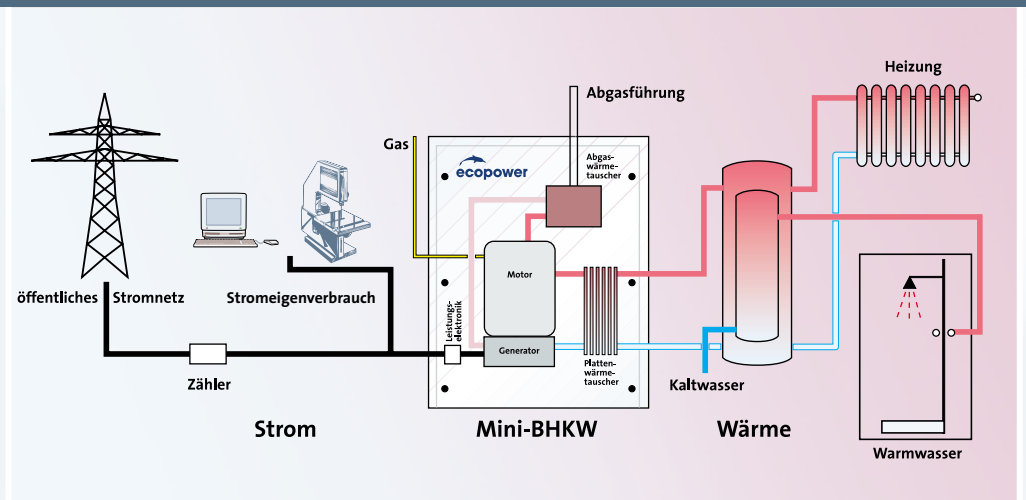 Heizung
Abgasführung
Gas
ecopower
Abgas-
wärme-
tauscher
Motor
öffentliches Stromnetz
Stromeigenverbrauch
Leistungs-
elektronik
Generator
Platten-
wärme-
tauscher
Zähler
Kaltwasser
Strom
Mini-BHKW
Wärme
Warmwasser